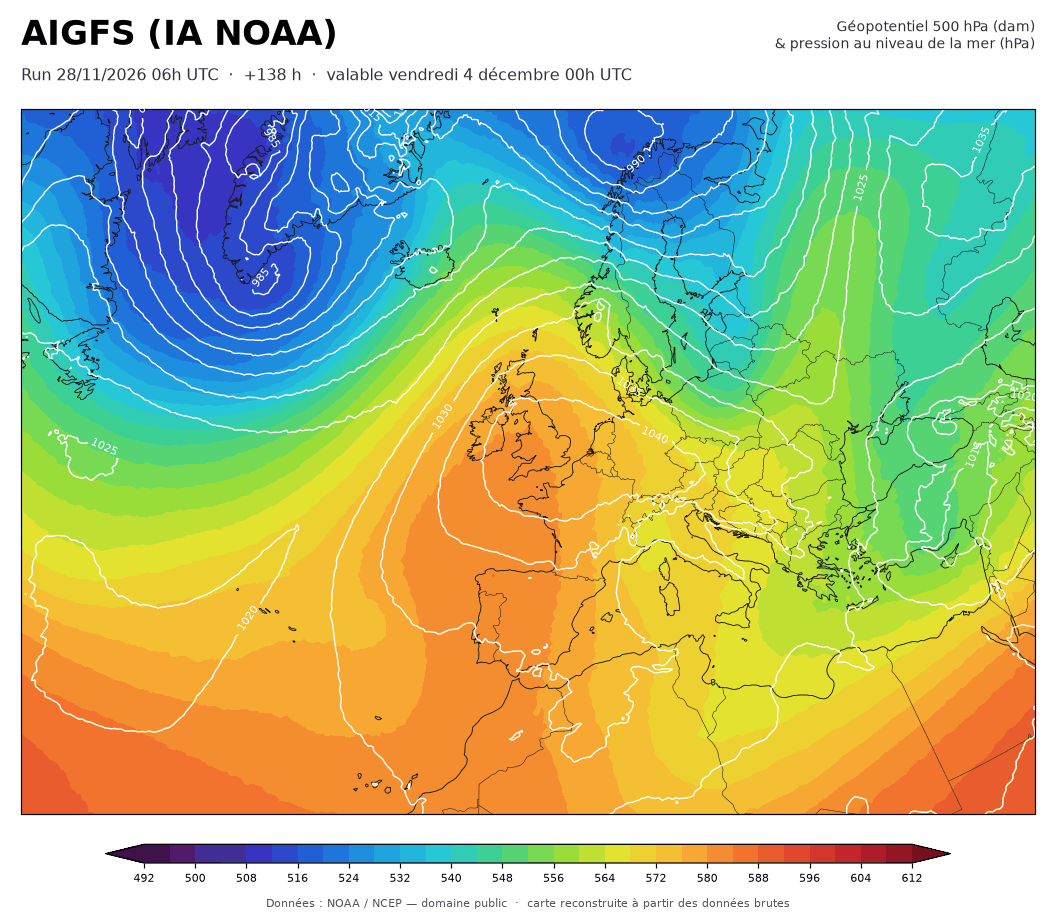 AIGFS (IA NOAA)
Géopotentiel 500 hPa (dam)
& pression au niveau de la mer (hPa)
Run 28/11/2026 06h UTC · +138 h · valable vendredi 4 décembre 00h UTC
985
990
1035
1025
985
1030
1040
1025
1020
1020
492 500 508 516 524 532 540 548 556 564 572 580 588 596 604 612
Données : NOAA / NCEP — domaine public · carte reconstruite à partir des données brutes